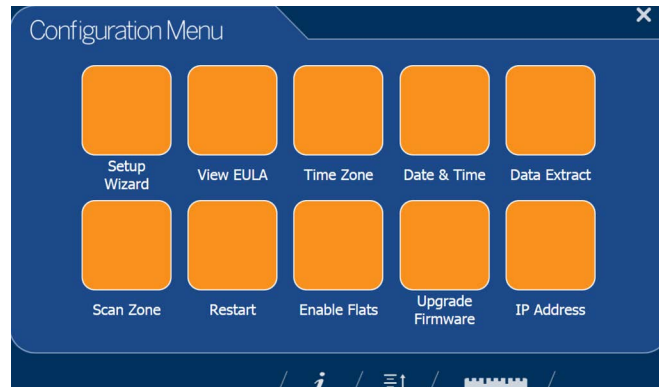 Configuration Menu
Setup
Wizard
View EULA
Time Zone
Date & Time
Data Extract
Scan Zone
Restart
Enable Flats
Upgrade
Firmware
IP Address